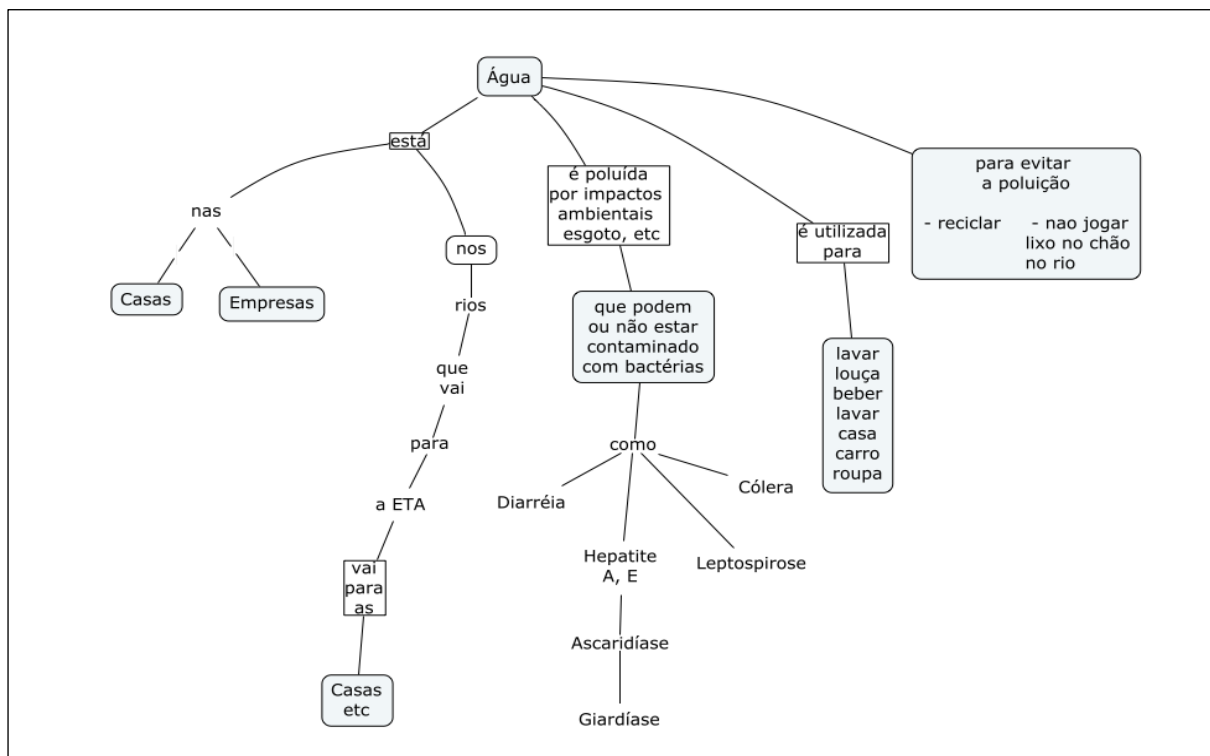 Água
está
nas
Casas
Empresas
nos
rios
que
vai
para
a ETA
vai
para
as
Casas
etc
é poluída
por impactos
ambientais
esgoto, etc
que podem
ou não estar
contaminado
com bactérias
como
Diarréia
Hepatite
A, E
Ascaridíase
Giardíase
Leptospirose
Cólera
é utilizada
para
lavar
louça
beber
lavar
casa
carro
roupa
para evitar
a poluição
- reciclar - nao jogar
lixo no chão
no rio